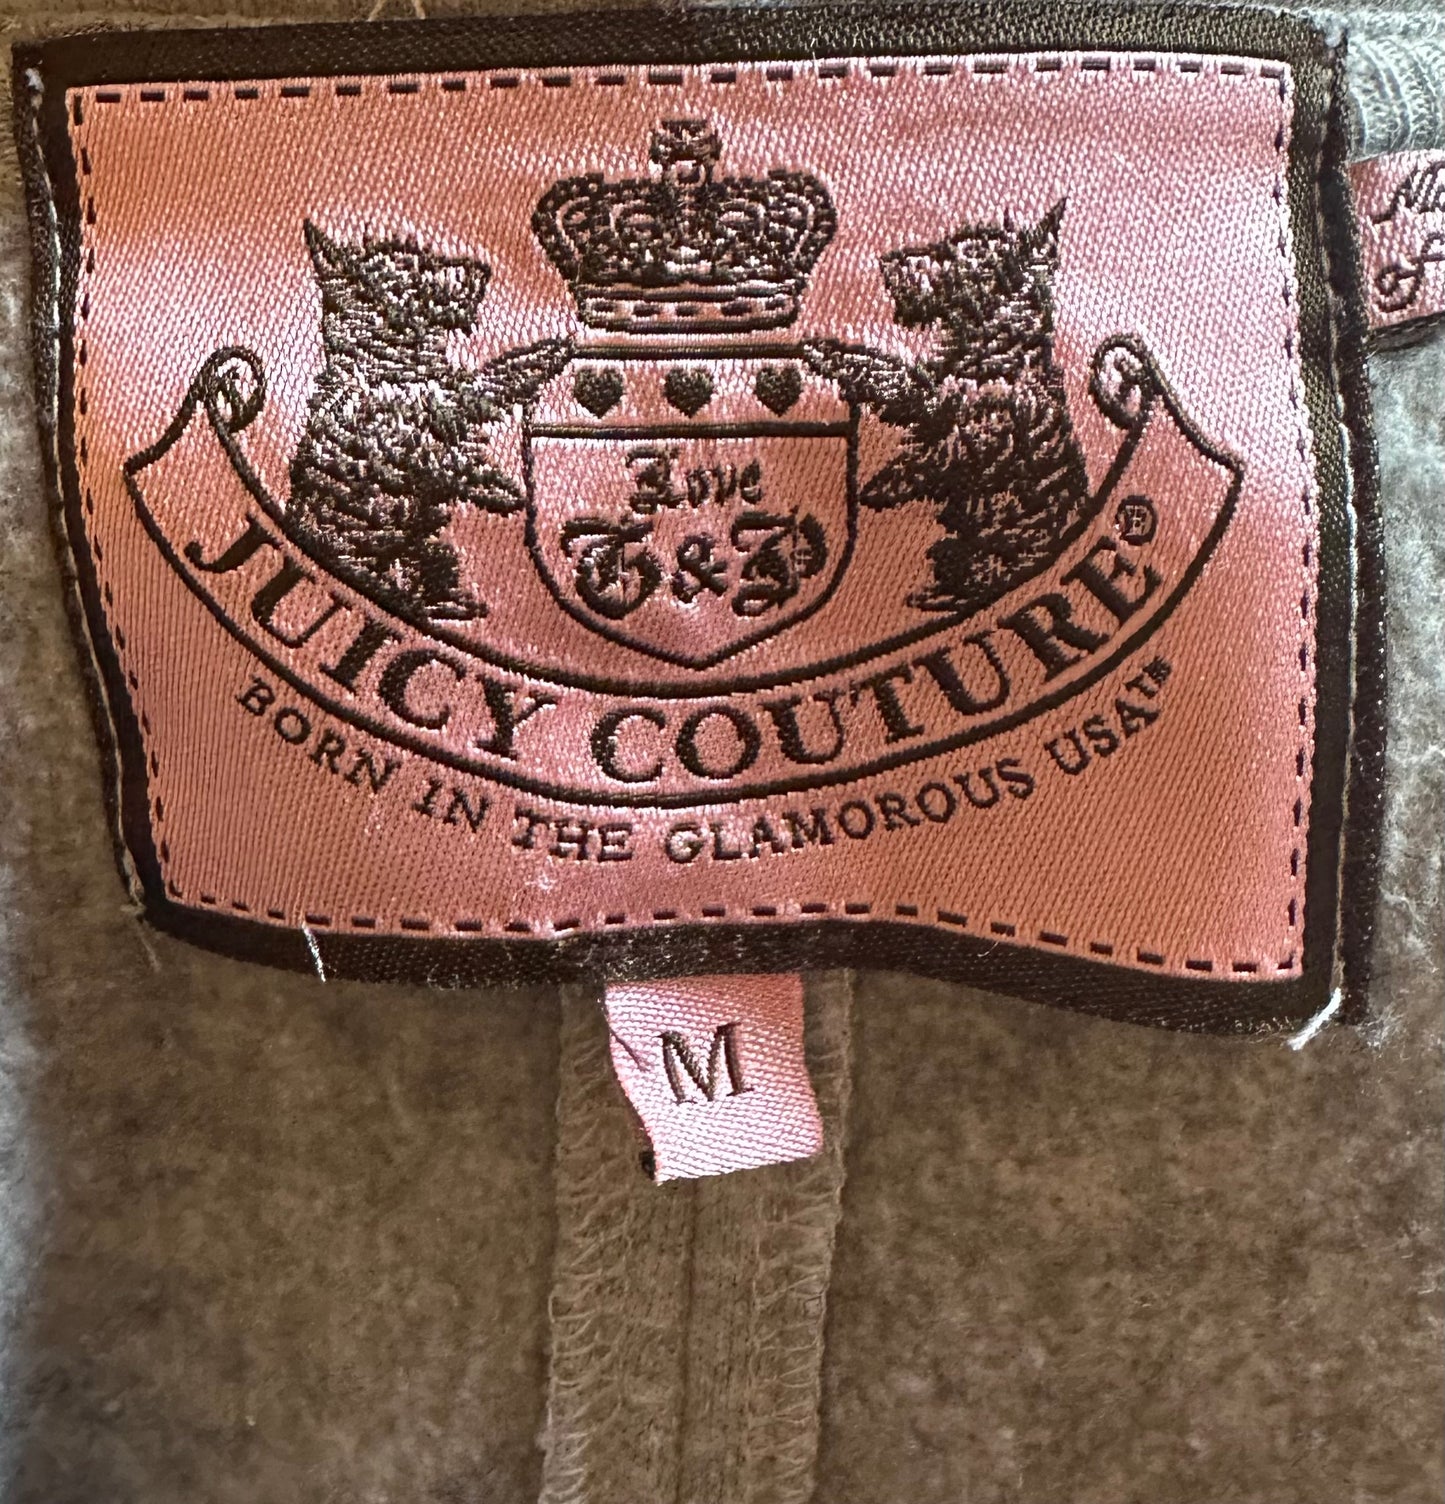 Love
G&P
JUICY COUTURE®
BORN IN THE GLAMOROUS USA™
M